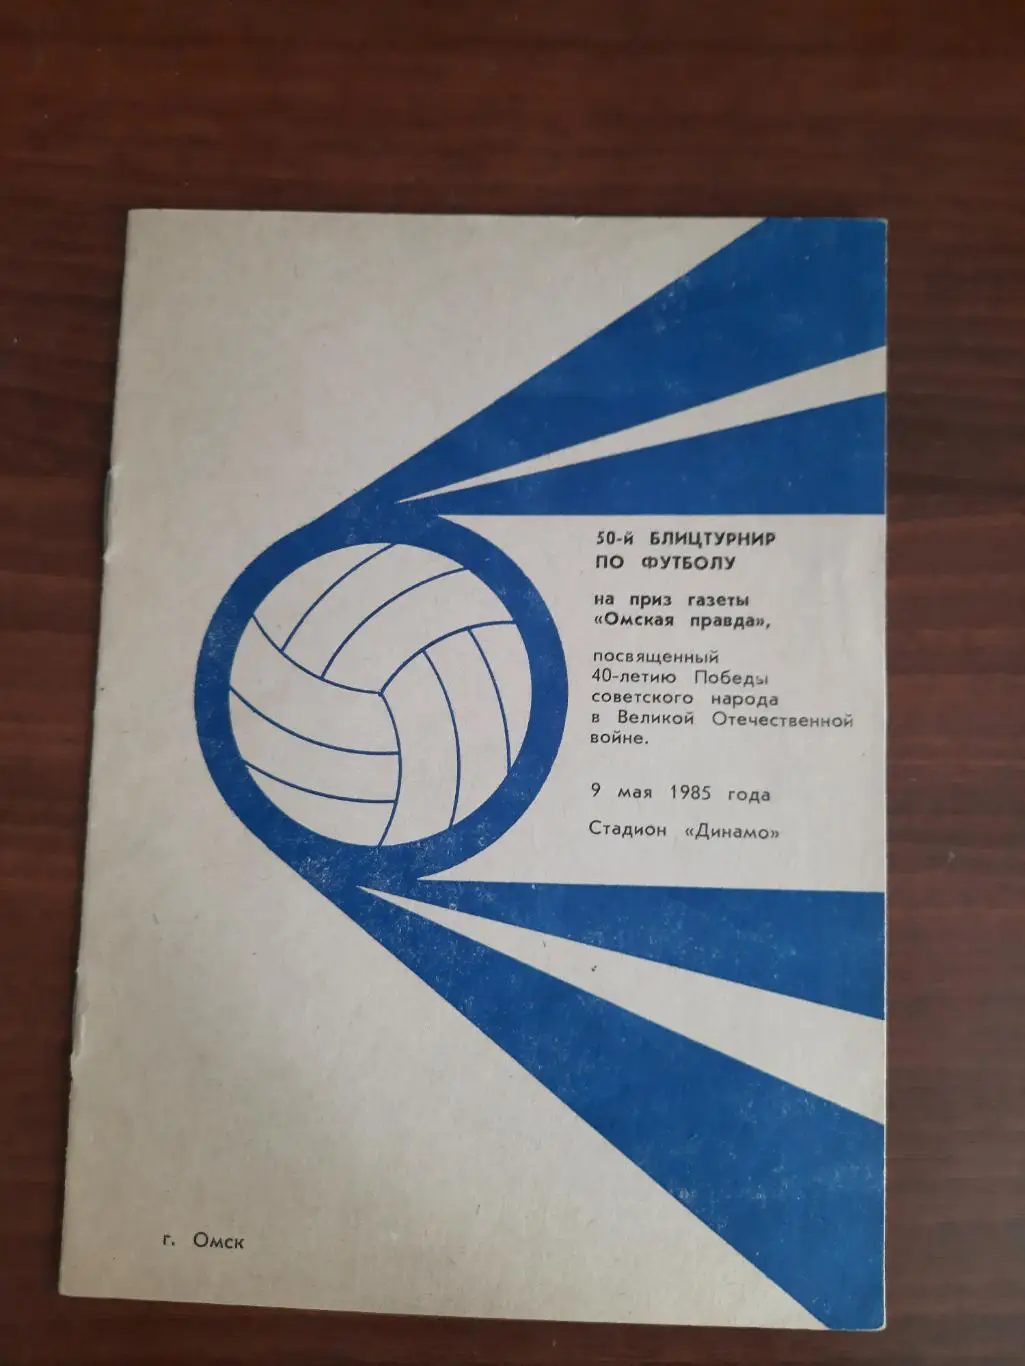 50-й БЛИЦТУРНИР
ПО ФУТБОЛУ
на приз газеты
«Омская правда»,
посвященный
40-летию Победы
советского народа
в Великой Отечественной
войне.
9 мая 1985 года
Стадион «Динамо»
г. Омск